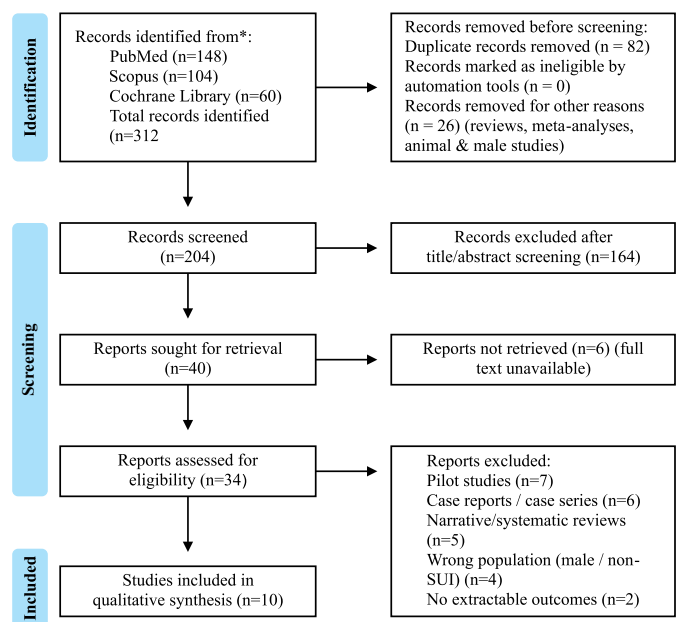 Identification
Records identified from*:
PubMed (n=148)
Scopus (n=104)
Cochrane Library (n=60)
Total records identified
(n=312
Records removed before screening:
Duplicate records removed (n = 82)
Records marked as ineligible by
automation tools (n = 0)
Records removed for other reasons
(n = 26) (reviews, meta-analyses,
animal & male studies)
Screening
Records screened
(n=204)
Records excluded after
title/abstract screening (n=164)
Reports sought for retrieval
(n=40)
Reports not retrieved (n=6) (full
text unavailable)
Reports assessed for
eligibility (n=34)
Reports excluded:
Pilot studies (n=7)
Case reports / case series (n=6)
Narrative/systematic reviews
(n=5)
Wrong population (male / non-
SUI) (n=4)
No extractable outcomes (n=2)
Included
Studies included in
qualitative synthesis (n=10)